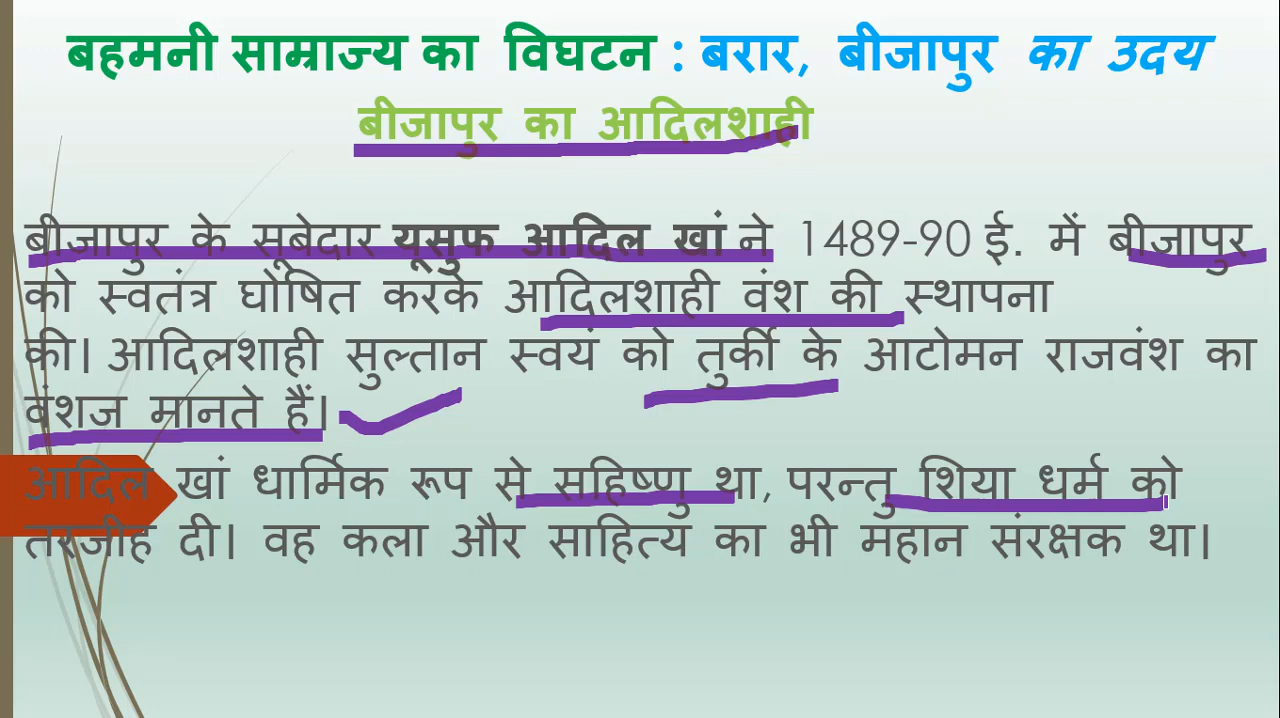 बहमनी साम्राज्य का विघटन : बरार, बीजापुर का उदय
बीजापुर का आदिलशाही
बीजापुर के सूबेदार यूसुफ आदिल खां ने 1489-90 ई. में बीजापुर
को स्वतंत्र घोषित करके आदिलशाही वंश की स्थापना
की। आदिलशाही सुल्तान स्वयं को तुर्की के आटोमन राजवंश का
वंशज मानते हैं।
आदिल खां धार्मिक रूप से सहिष्णु था, परन्तु शिया धर्म को
तरजीह दी। वह कला और साहित्य का भी महान संरक्षक था।